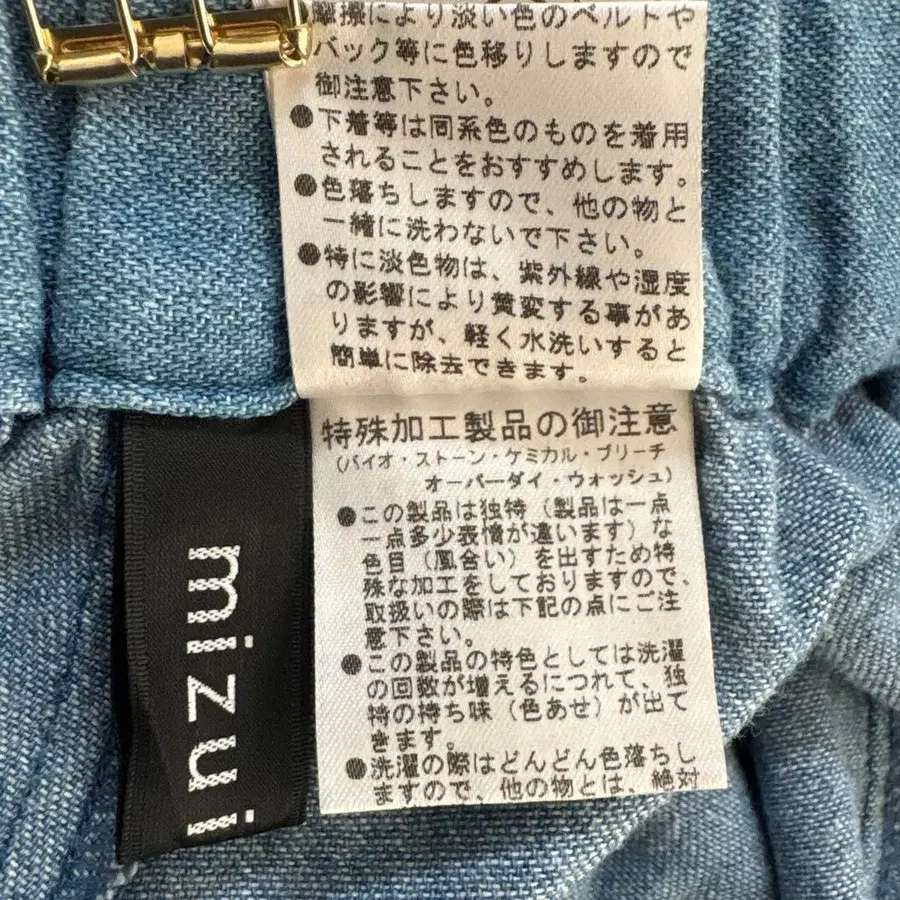 摩擦により淡い色のベルトや
バック等に色移りしますので
御注意下さい。
●下着等は同系色のものを着用
されることをおすすめします。
●色落ちしますので、他の物と
一緒に洗わないで下さい。
●特に淡色物は、紫外線や湿度
の影響により黄変する事があ
りますが、軽く水洗いすると
簡単に除去できます。
特殊加工製品の御注意
(バイオ・ストーン・ケミカル・ブリーチ
オーバーダイ・ウォッシュ)
●この製品は独特(製品は一点
一点多少表情が違います)な
色目(風合い)を出すため特
殊な加工をしておりますので、
取扱いの際は下記の点にご注
意下さい。
●この製品の特色としては洗濯
の回数が増えるにつれて、独
特の持ち味(色あせ)が出て
きます。
●洗濯の際はどんどん色落ちし
ますので、他の物とは、絶対
mizui